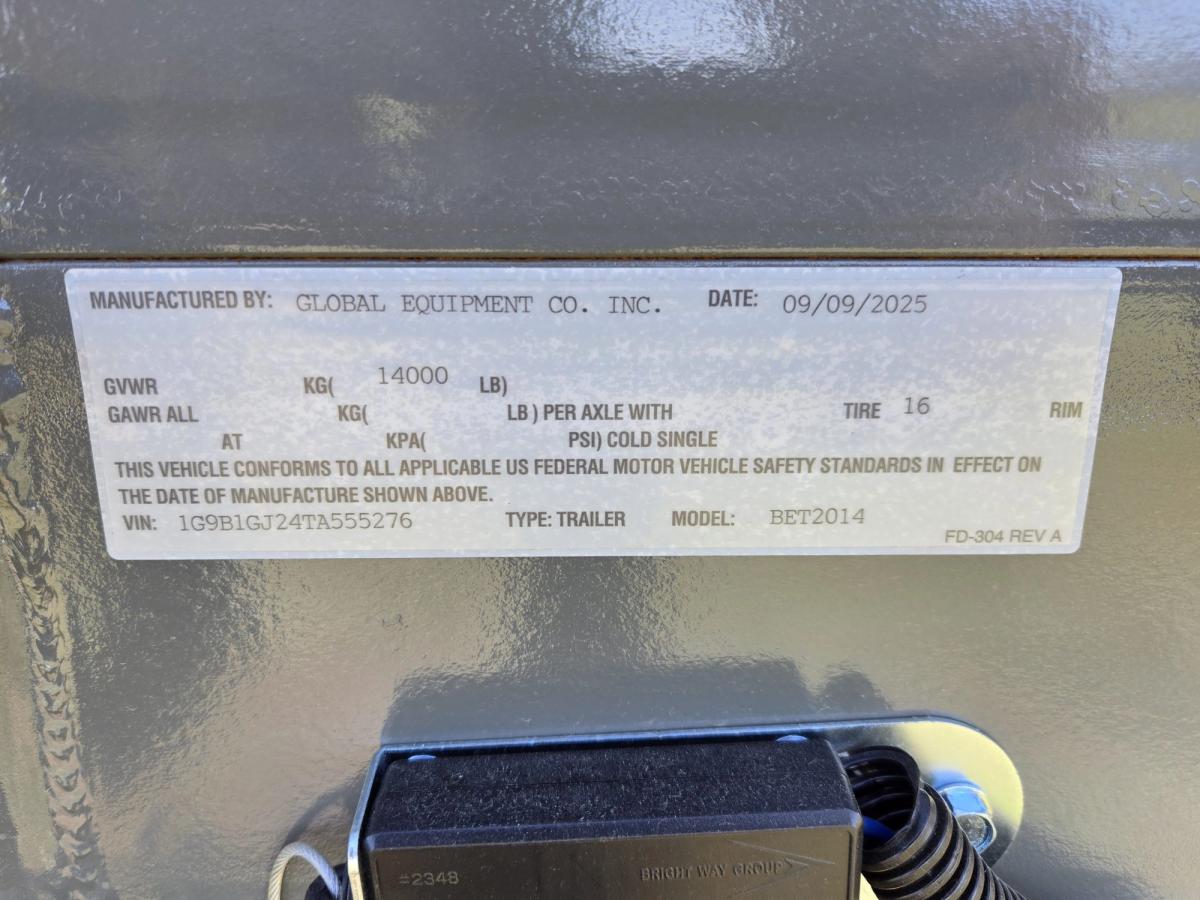 MANUFACTURED BY: GLOBAL EQUIPMENT CO. INC. DATE: 09/09/2025
GVWR KG( 14000 LB)
GAWR ALL KG( LB ) PER AXLE WITH TIRE 16 RIM
AT KPA( PSI) COLD SINGLE
THIS VEHICLE CONFORMS TO ALL APPLICABLE US FEDERAL MOTOR VEHICLE SAFETY STANDARDS IN EFFECT ON
THE DATE OF MANUFACTURE SHOWN ABOVE.
VIN: 1G9B1GJ24TA555276 TYPE: TRAILER MODEL: BET2014
FD-304 REV A
#2348 BRIGHT WAY GROUP